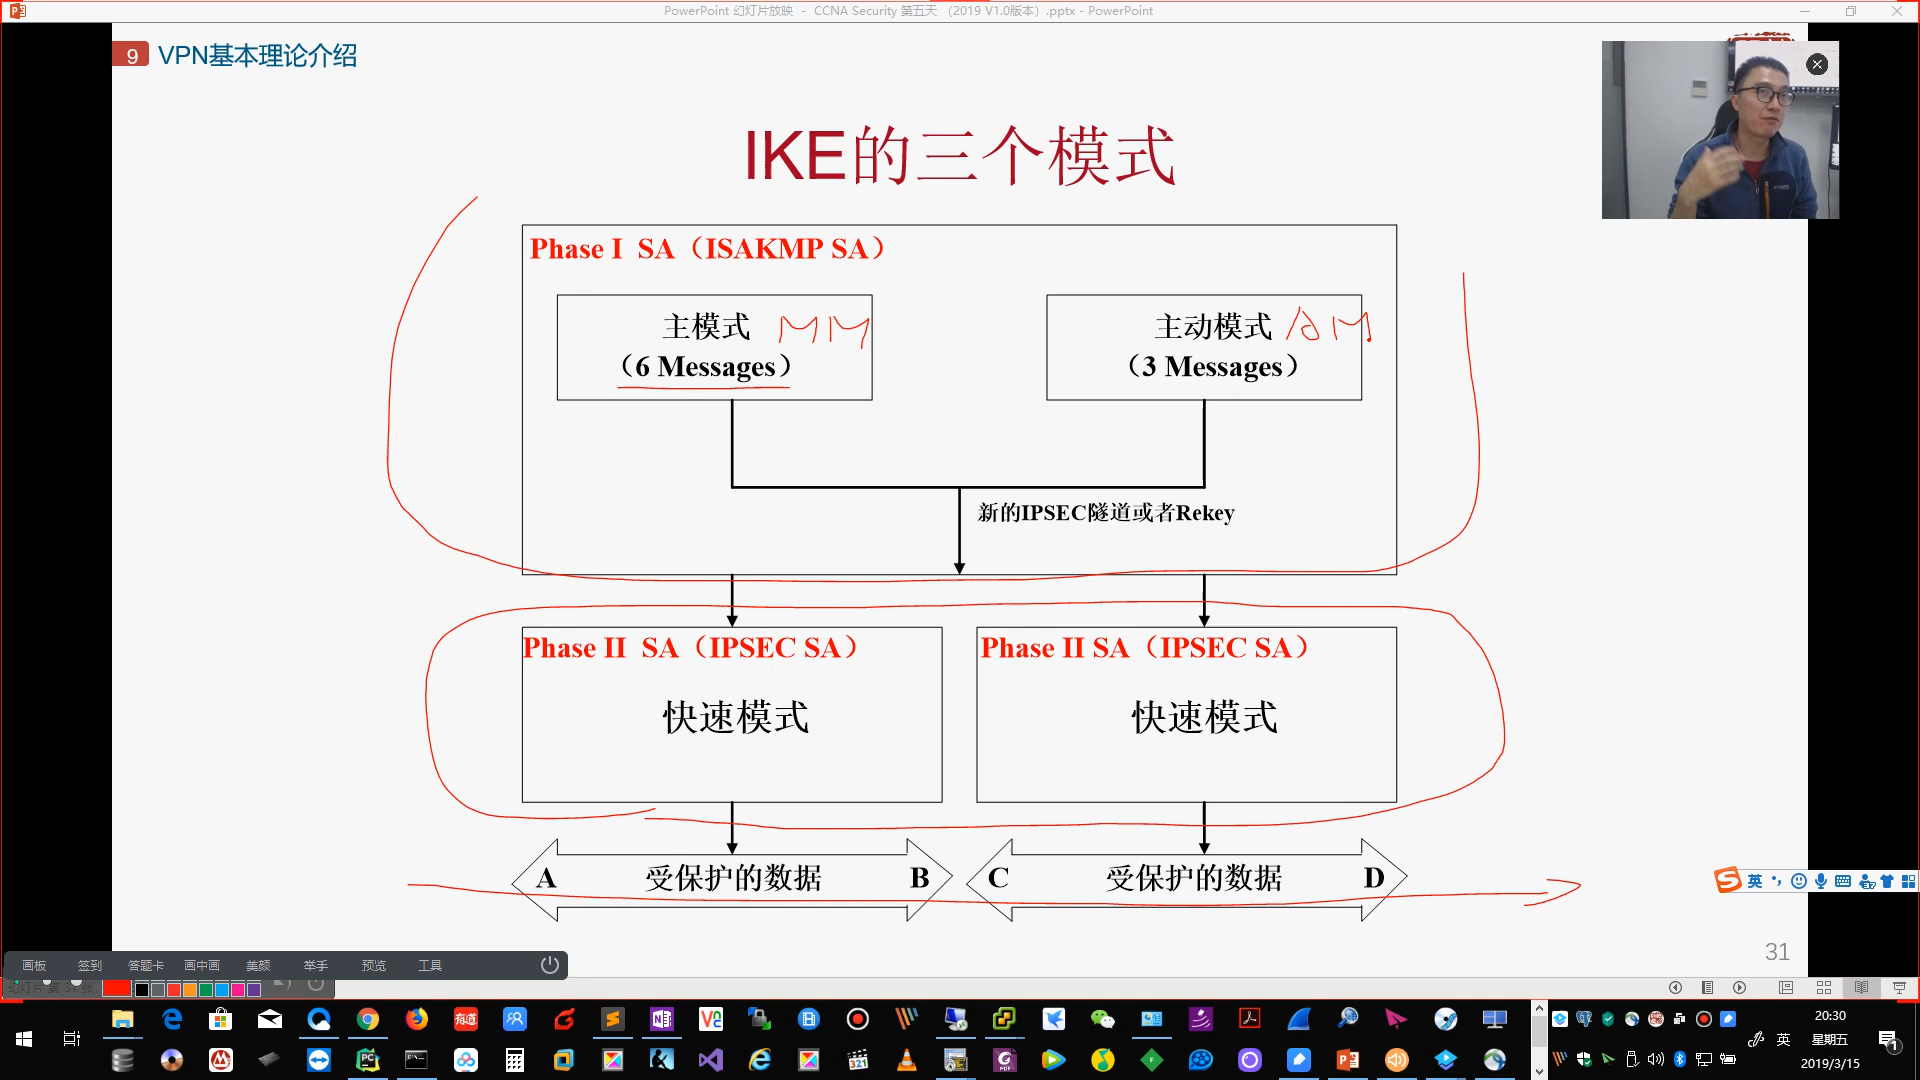 PowerPoint 幻灯片放映 - CCNA Security 第五天 （2019 V1.0版本）.pptx - PowerPoint
9 VPN基本理论介绍
IKE的三个模式
Phase I SA（ISAKMP SA）
主模式 MM
（6 Messages）
主动模式 AM
（3 Messages）
新的IPSEC隧道或者Rekey
Phase II SA（IPSEC SA）
快速模式
Phase II SA（IPSEC SA）
快速模式
A 受保护的数据 B
C 受保护的数据 D
英
31
画板 签到 答题卡 画中画 美颜 举手 预览 工具
有道
20:30
英 星期五
2019/3/15